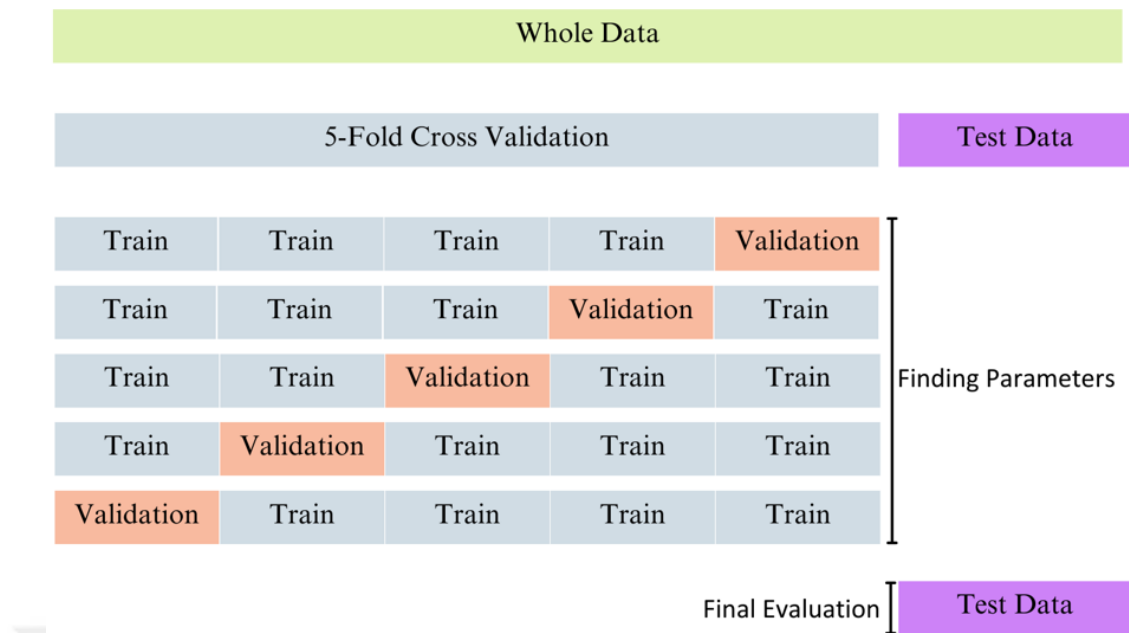 Whole Data
5-Fold Cross Validation Test Data
Train Train Train Train Validation
Train Train Train Validation Train
Train Train Validation Train Train
Finding Parameters
Train Validation Train Train Train
Validation Train Train Train Train
Final Evaluation Test Data